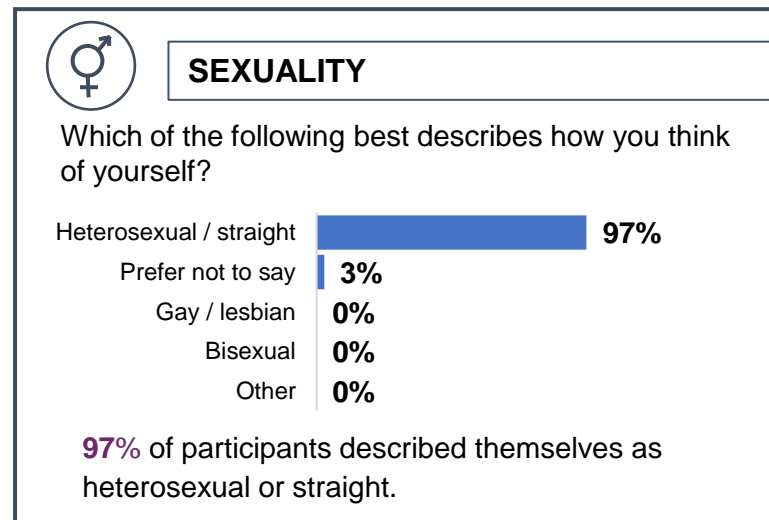 SEXUALITY
Which of the following best describes how you think
of yourself?
Heterosexual / straight 97%
Prefer not to say 3%
Gay / lesbian 0%
Bisexual 0%
Other 0%
97% of participants described themselves as
heterosexual or straight.